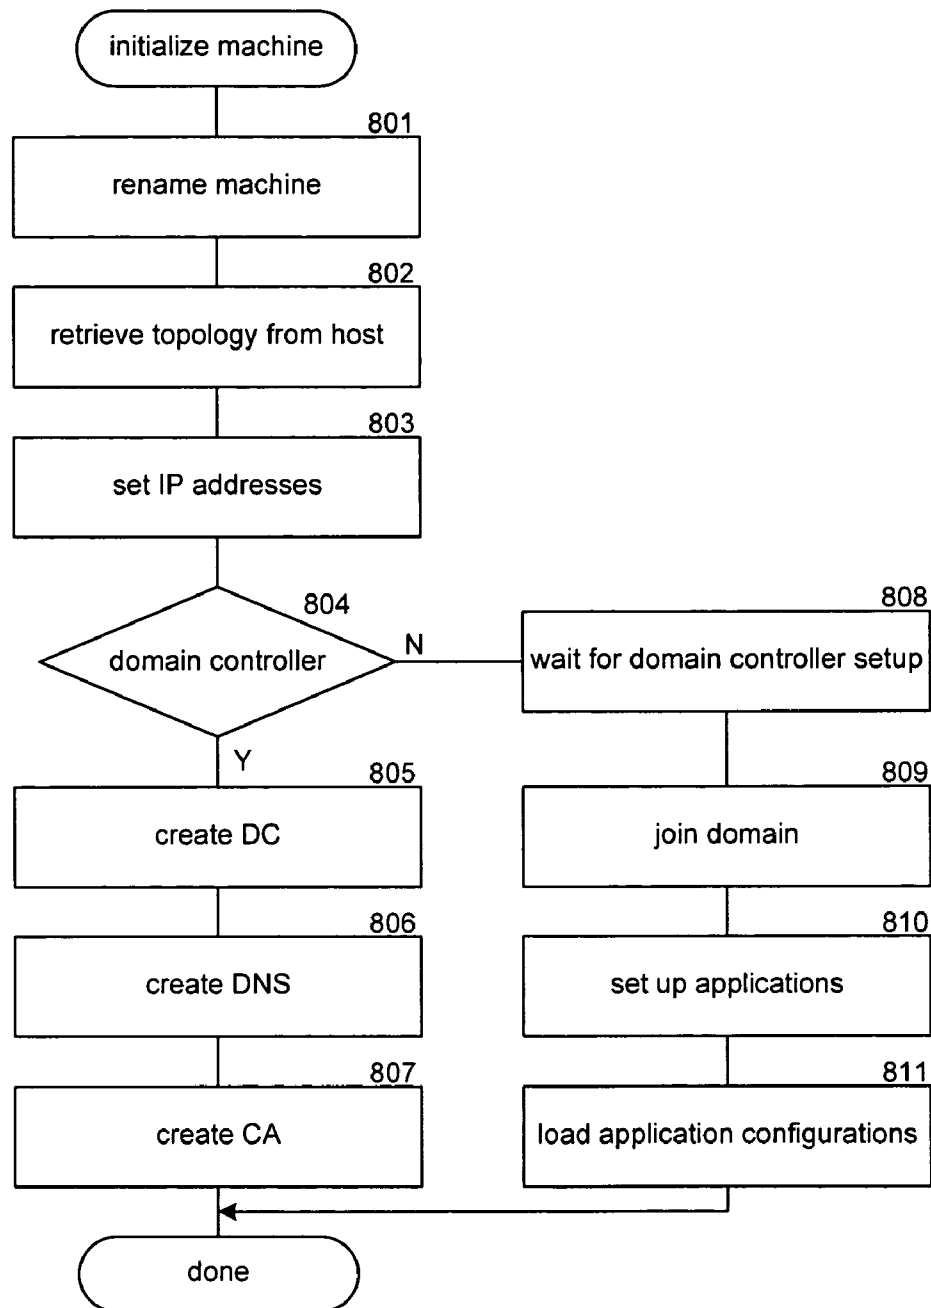 initialize machine
801
rename machine
802
retrieve topology from host
803
set IP addresses
804
domain controller
N
Y
805
create DC
806
create DNS
807
create CA
808
wait for domain controller setup
809
join domain
810
set up applications
811
load application configurations
done